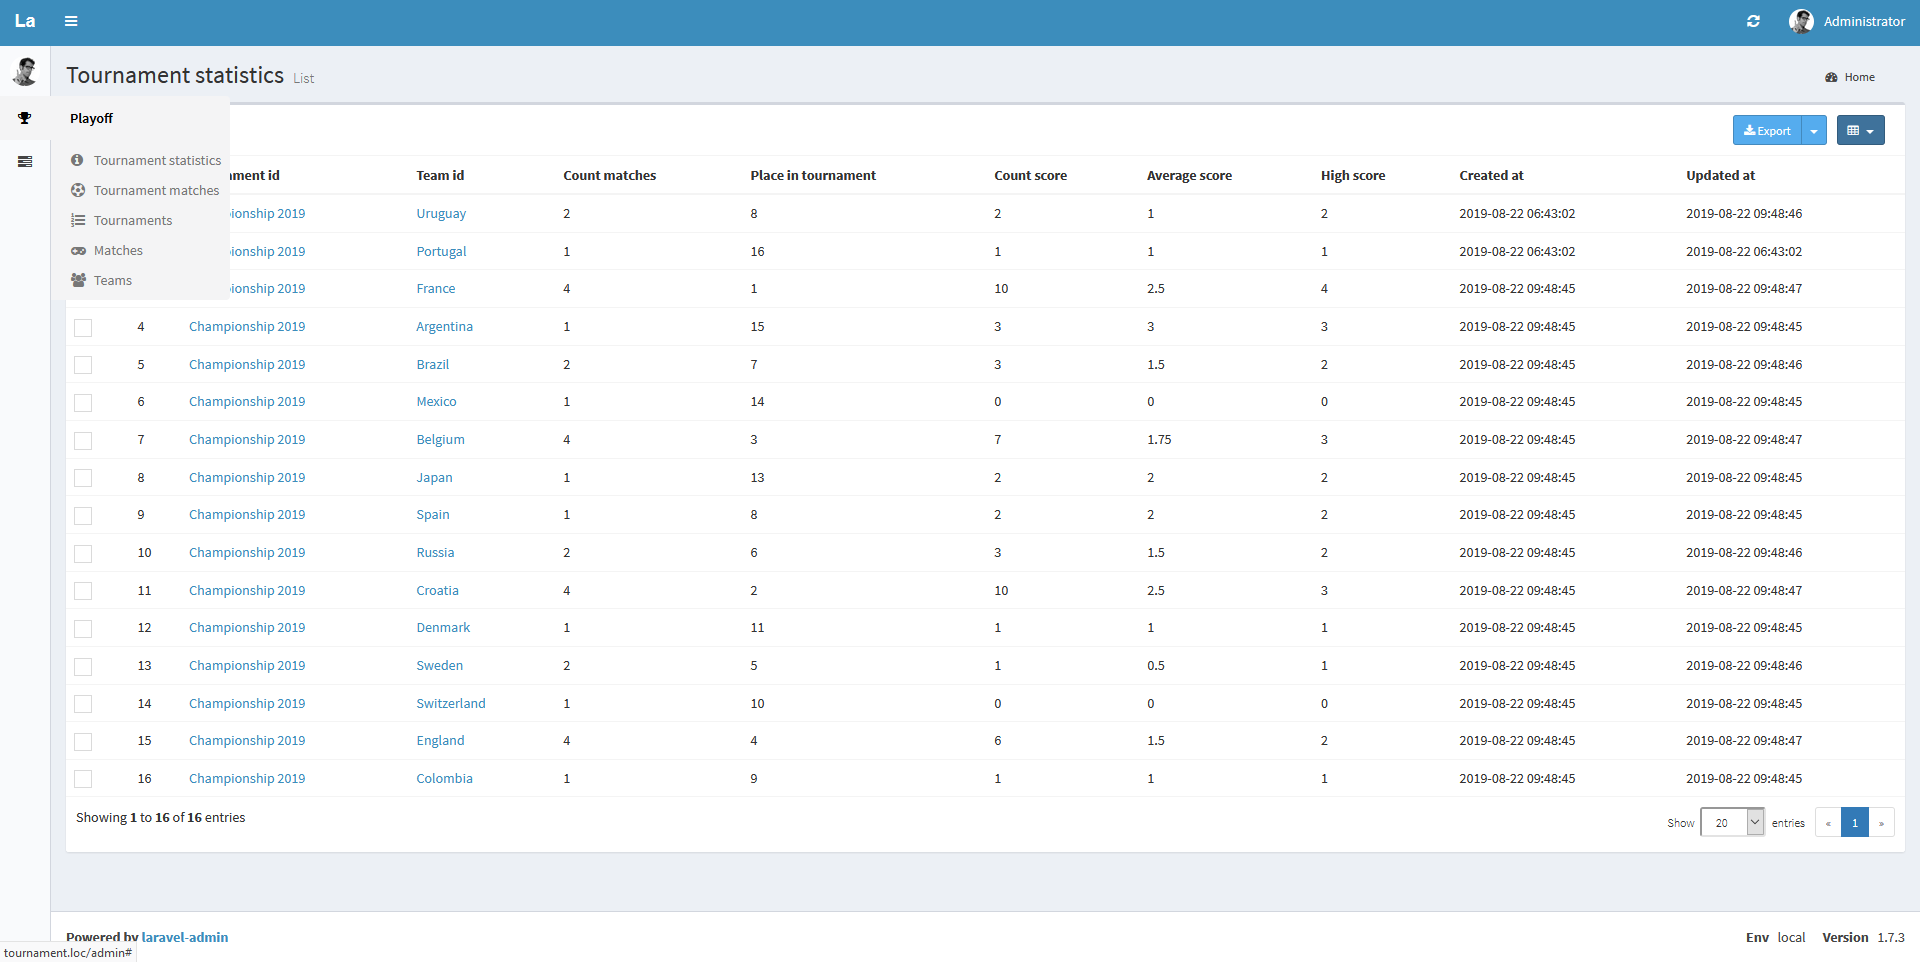 La Administrator
Tournament statistics List Home
Playoff
Export
Tournament statistics
Tournament matches
Tournaments
Matches
Teams
nment id Team id Count matches Place in tournament Count score Average score High score Created at Updated at
ionship 2019 Uruguay 2 8 2 1 2 2019-08-22 06:43:02 2019-08-22 09:48:46
ionship 2019 Portugal 1 16 1 1 1 2019-08-22 06:43:02 2019-08-22 06:43:02
ionship 2019 France 4 1 10 2.5 4 2019-08-22 09:48:45 2019-08-22 09:48:47
4 Championship 2019 Argentina 1 15 3 3 3 2019-08-22 09:48:45 2019-08-22 09:48:45
5 Championship 2019 Brazil 2 7 3 1.5 2 2019-08-22 09:48:45 2019-08-22 09:48:46
6 Championship 2019 Mexico 1 14 0 0 0 2019-08-22 09:48:45 2019-08-22 09:48:45
7 Championship 2019 Belgium 4 3 7 1.75 3 2019-08-22 09:48:45 2019-08-22 09:48:47
8 Championship 2019 Japan 1 13 2 2 2 2019-08-22 09:48:45 2019-08-22 09:48:45
9 Championship 2019 Spain 1 8 2 2 2 2019-08-22 09:48:45 2019-08-22 09:48:45
10 Championship 2019 Russia 2 6 3 1.5 2 2019-08-22 09:48:45 2019-08-22 09:48:46
11 Championship 2019 Croatia 4 2 10 2.5 3 2019-08-22 09:48:45 2019-08-22 09:48:47
12 Championship 2019 Denmark 1 11 1 1 1 2019-08-22 09:48:45 2019-08-22 09:48:45
13 Championship 2019 Sweden 2 5 1 0.5 1 2019-08-22 09:48:45 2019-08-22 09:48:46
14 Championship 2019 Switzerland 1 10 0 0 0 2019-08-22 09:48:45 2019-08-22 09:48:45
15 Championship 2019 England 4 4 6 1.5 2 2019-08-22 09:48:45 2019-08-22 09:48:47
16 Championship 2019 Colombia 1 9 1 1 1 2019-08-22 09:48:45 2019-08-22 09:48:45
Showing 1 to 16 of 16 entries Show 20 entries « 1 »
Powered by laravel-admin Env local Version 1.7.3
tournament.loc/admin#